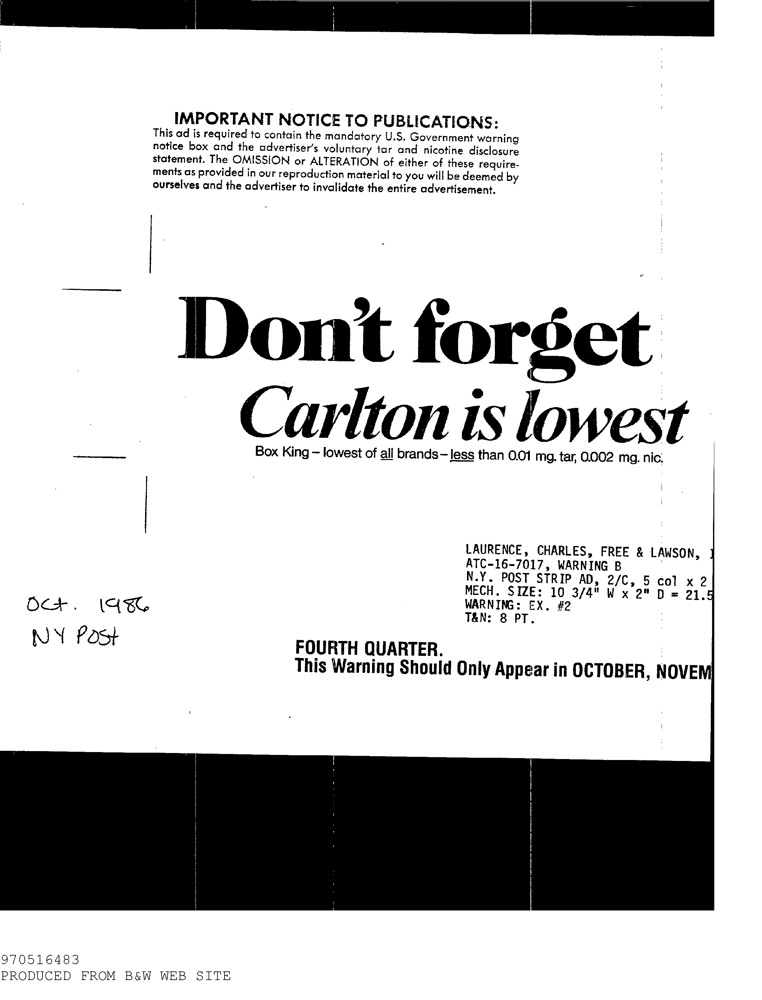 IMPORTANT NOTICE TO PUBLICATIONS:
This ad is required to contain the mandatory U.S. Government warning
notice box and the advertiser's voluntary tar and nicotine disclosure
statement. The OMISSION or ALTERATION of either of these require-
ments as provided in our reproduction material to you will be deemed by
ourselves and the advertiser to invalidate the entire advertisement.
Don't forget
Carlton is lowest
Box King – lowest of all brands – less than 0.01 mg. tar, 0.002 mg. nic.
LAURENCE, CHARLES, FREE & LAWSON,
ATC-16-7017, WARNING B
N.Y. POST STRIP AD, 2/C, 5 col x 2
MECH. SIZE: 10 3/4" W x 2" D = 21.5
WARNING: EX. #2
T&N: 8 PT.
Oct. 1986
NY Post
FOURTH QUARTER.
This Warning Should Only Appear in OCTOBER, NOVEM
970516483
PRODUCED FROM B&W WEB SITE